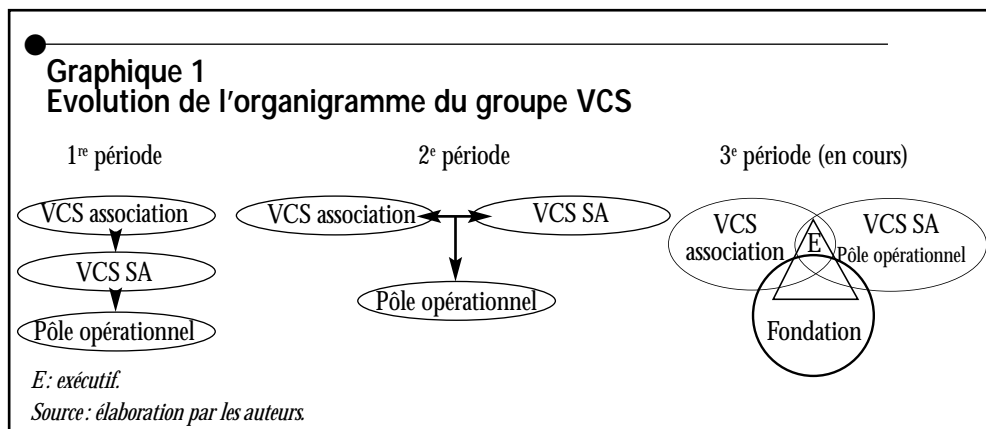 Graphique 1
Evolution de l'organigramme du groupe VCS
1re période
VCS association
VCS SA
Pôle opérationnel
2e période
VCS association
VCS SA
Pôle opérationnel
3e période (en cours)
VCS
association
E
VCS SA
Pôle opérationnel
Fondation
E : exécutif.
Source : élaboration par les auteurs.